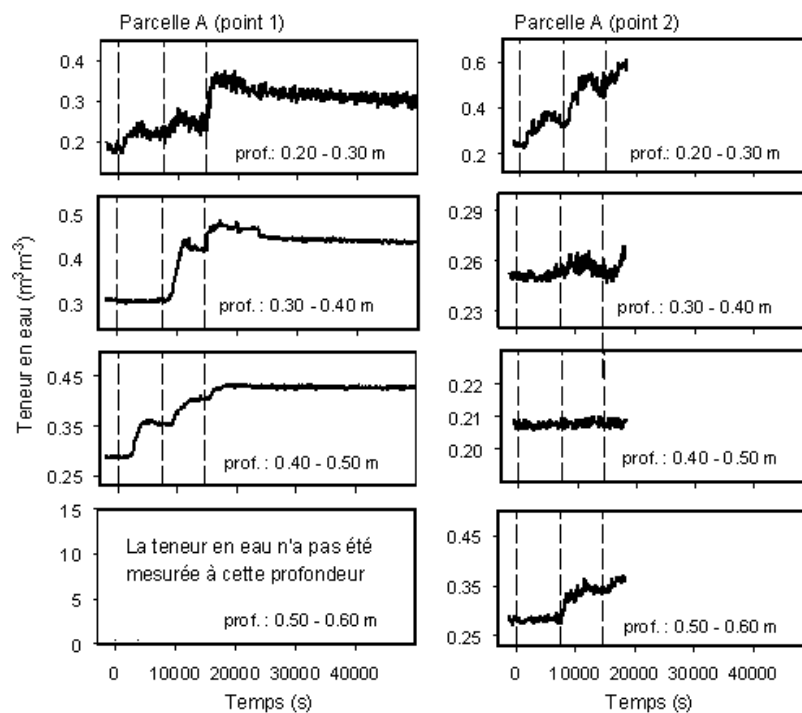 Parcelle A (point 1)
0.4
0.3
0.2
prof.: 0.20 - 0.30 m
0.5
0.4
0.3
prof. : 0.30 - 0.40 m
0.45
0.35
0.25
prof. : 0.40 - 0.50 m
15
10
5
0
La teneur en eau n'a pas été
mesurée à cette profondeur
prof. : 0.50 - 0.60 m
0 10000 20000 30000 40000
Temps (s)
Teneur en eau (m³m⁻³)
Parcelle A (point 2)
0.6
0.4
0.2
prof.: 0.20 - 0.30 m
0.29
0.26
0.23
prof. : 0.30 - 0.40 m
0.22
0.21
0.20
prof. : 0.40 - 0.50 m
0.45
0.35
0.25
prof. : 0.50 - 0.60 m
0 10000 20000 30000 40000
Temps (s)